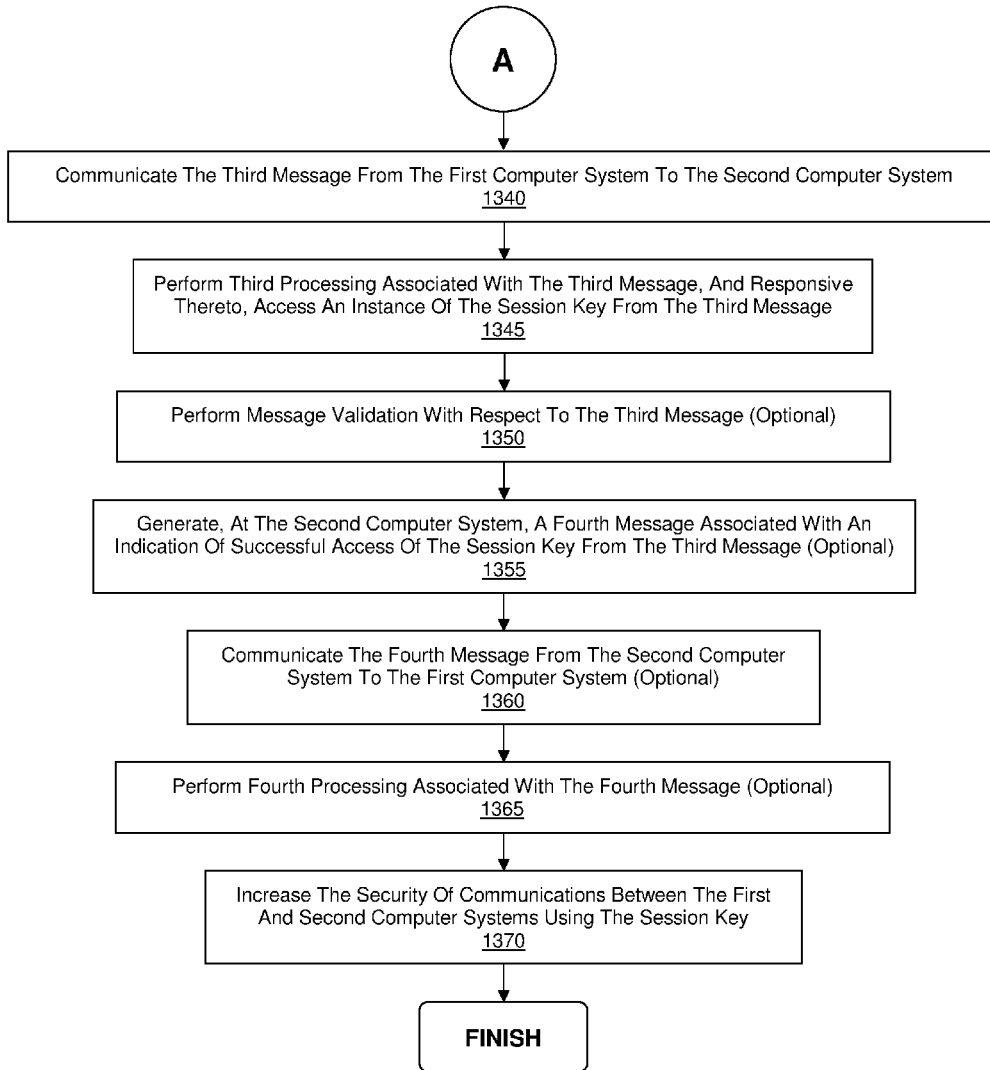 A
Communicate The Third Message From The First Computer System To The Second Computer System
1340
Perform Third Processing Associated With The Third Message, And Responsive
Thereto, Access An Instance Of The Session Key From The Third Message
1345
Perform Message Validation With Respect To The Third Message (Optional)
1350
Generate, At The Second Computer System, A Fourth Message Associated With An
Indication Of Successful Access Of The Session Key From The Third Message (Optional)
1355
Communicate The Fourth Message From The Second Computer
System To The First Computer System (Optional)
1360
Perform Fourth Processing Associated With The Fourth Message (Optional)
1365
Increase The Security Of Communications Between The First
And Second Computer Systems Using The Session Key
1370
FINISH